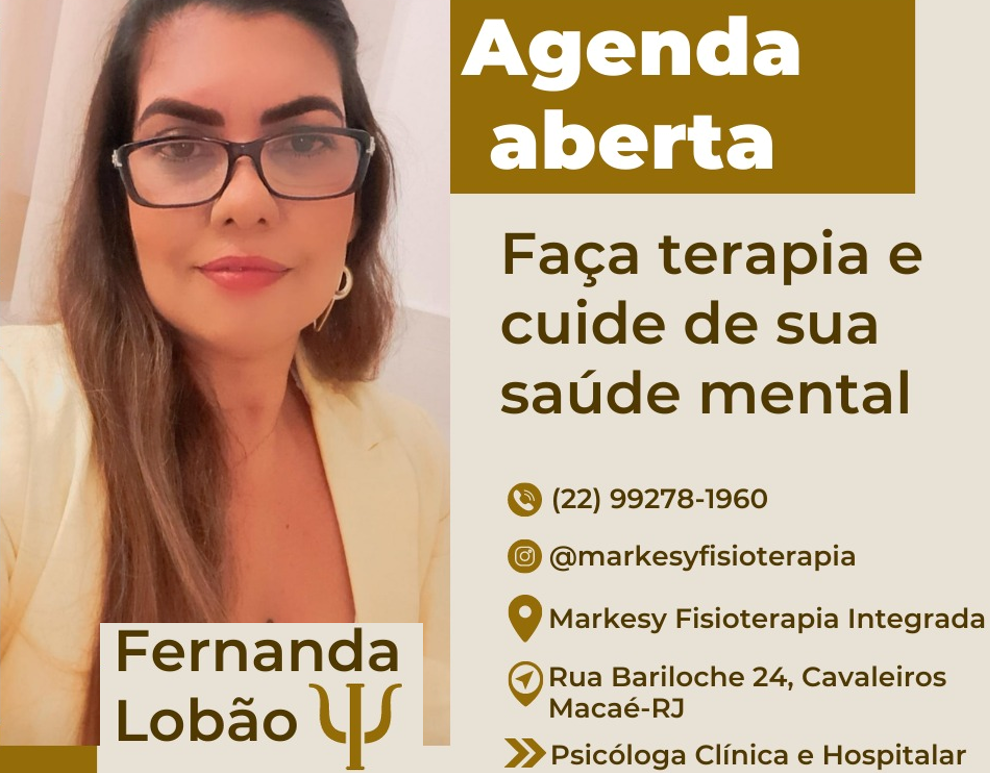 Agenda
aberta
Faça terapia e
cuide de sua
saúde mental
(22) 99278-1960
@markesyfisioterapia
Markesy Fisioterapia Integrada
Rua Bariloche 24, Cavaleiros
Macaé-RJ
Psicóloga Clínica e Hospitalar
Fernanda
Lobão